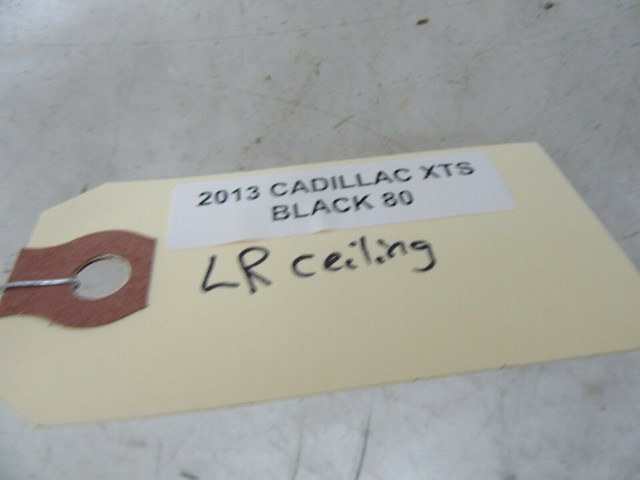 2013 CADILLAC XTS
BLACK 80
LR ceiling